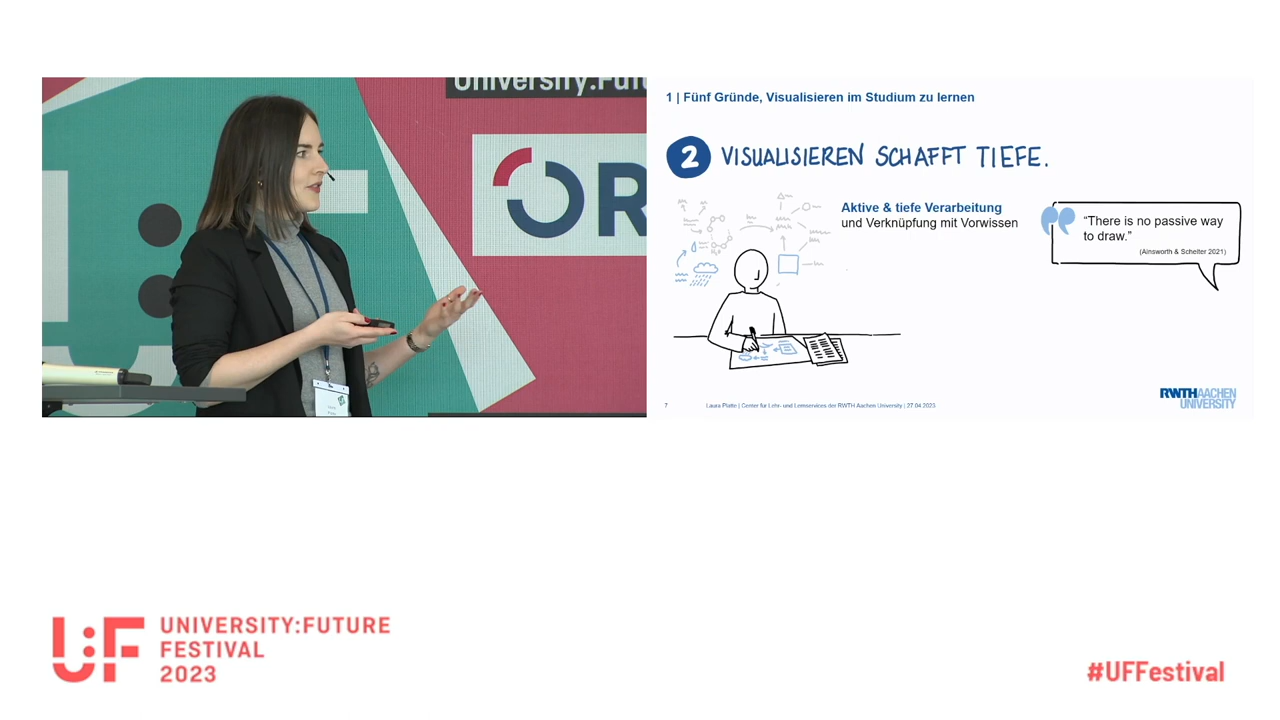 University:Futu
OR
1 | Fünf Gründe, Visualisieren im Studium zu lernen
2 VISUALISIEREN SCHAFFT TIEFE.
Aktive & tiefe Verarbeitung
und Verknüpfung mit Vorwissen
“There is no passive way
to draw.”
(Ainsworth & Scheiter 2021)
7 Laura Platte | Center für Lehr- und Lernservices der RWTH Aachen University | 27.04.2023
RWTH AACHEN
UNIVERSITY
U:F
UNIVERSITY:FUTURE
FESTIVAL
2023
#UFFestival